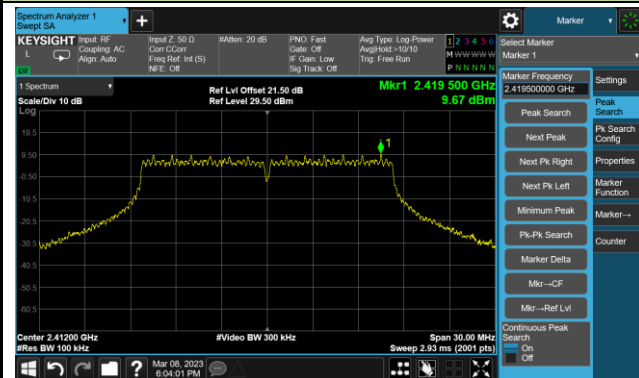 Spectrum Analyzer 1
Swept SA
Marker
KEYSIGHT
Input: RF
Coupling: AC
Align: Auto
Input Z: 50 Ω
Corr CCorr
Freq Ref: Int (S)
NFE: Off
#Atten: 20 dB
PNO: Fast
Gate: Off
IF Gain: Low
Sig Track: Off
Avg Type: Log-Power
Avg|Hold:>10/10
Trig: Free Run
1 2 3 4 5 6
M W W W W W
P N N N N N
L
Select Marker
Marker 1
1 Spectrum
Scale/Div 10 dB
Log
Ref Lvl Offset 21.50 dB
Ref Level 29.50 dBm
Mkr1 2.419 500 GHz
9.67 dBm
19.5
9.50
-0.50
-10.5
-20.5
-30.5
-40.5
-50.5
-60.5
1
Center 2.41200 GHz
#Res BW 100 kHz
#Video BW 300 kHz
Span 30.00 MHz
Sweep 2.93 ms (2001 pts)
Marker Frequency
2.419500000 GHz
Peak Search
Next Peak
Next Pk Right
Next Pk Left
Minimum Peak
Pk-Pk Search
Marker Delta
Mkr→CF
Mkr→Ref Lvl
Continuous Peak
Search
On
Off
Settings
Peak
Search
Pk Search
Config
Properties
Marker
Function
Marker→
Counter
Mar 08, 2023
6:04:01 PM